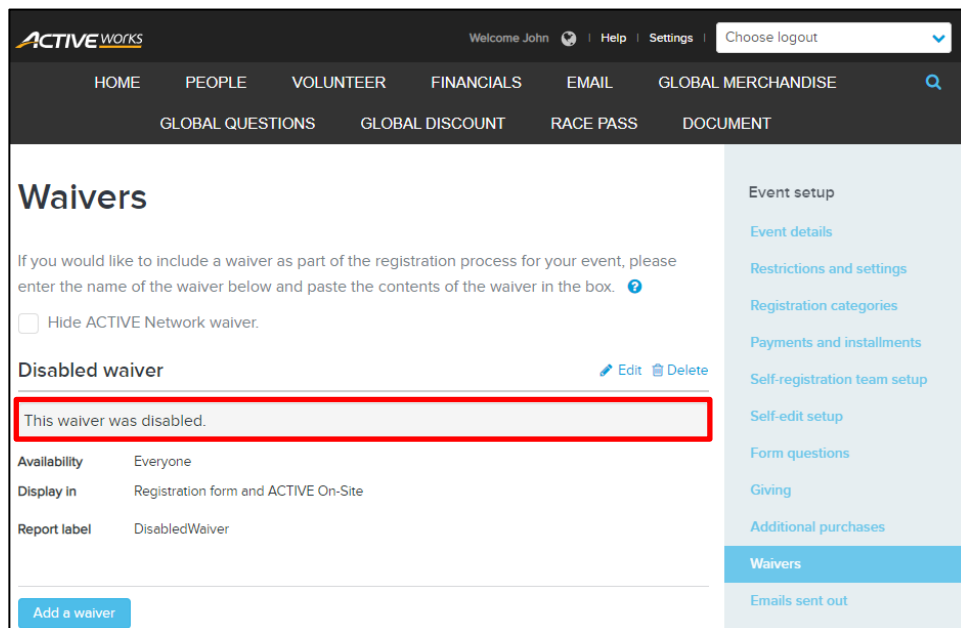 ACTIVE WORKS
Welcome John | Help | Settings | Choose logout
HOME PEOPLE VOLUNTEER FINANCIALS EMAIL GLOBAL MERCHANDISE
GLOBAL QUESTIONS GLOBAL DISCOUNT RACE PASS DOCUMENT
Waivers
If you would like to include a waiver as part of the registration process for your event, please
enter the name of the waiver below and paste the contents of the waiver in the box. ?
Hide ACTIVE Network waiver.
Disabled waiver Edit Delete
This waiver was disabled.
Availability Everyone
Display in Registration form and ACTIVE On-Site
Report label DisabledWaiver
Add a waiver
Event setup
Event details
Restrictions and settings
Registration categories
Payments and installments
Self-registration team setup
Self-edit setup
Form questions
Giving
Additional purchases
Waivers
Emails sent out